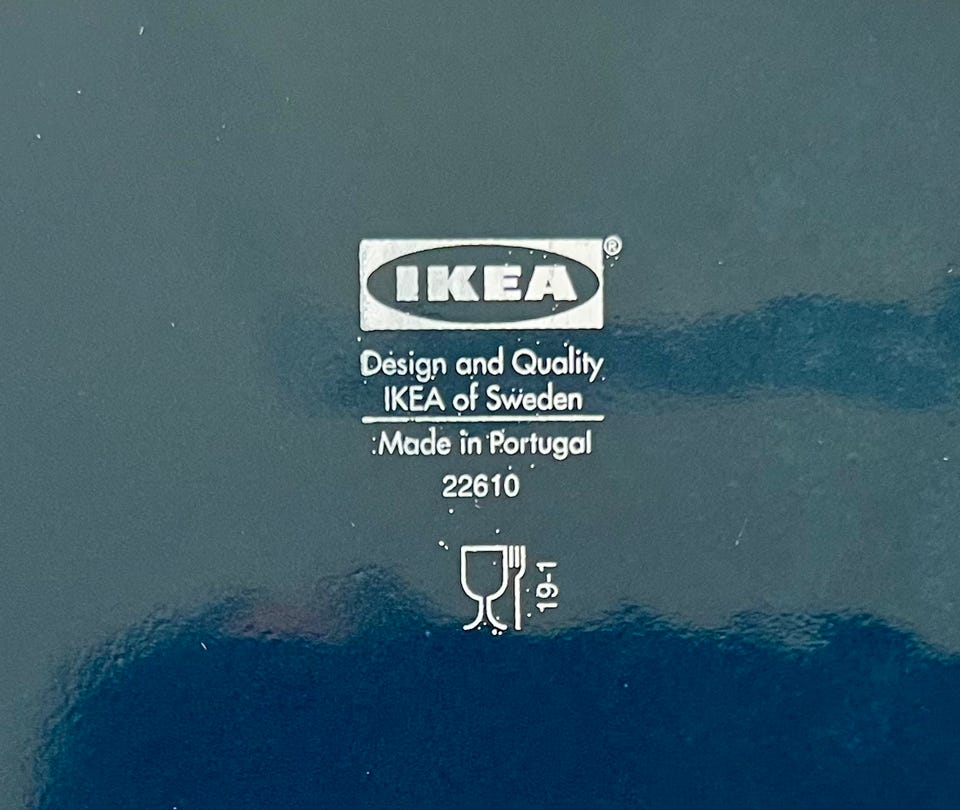 IKEA®
Design and Quality
IKEA of Sweden
Made in Portugal
22610
19-1